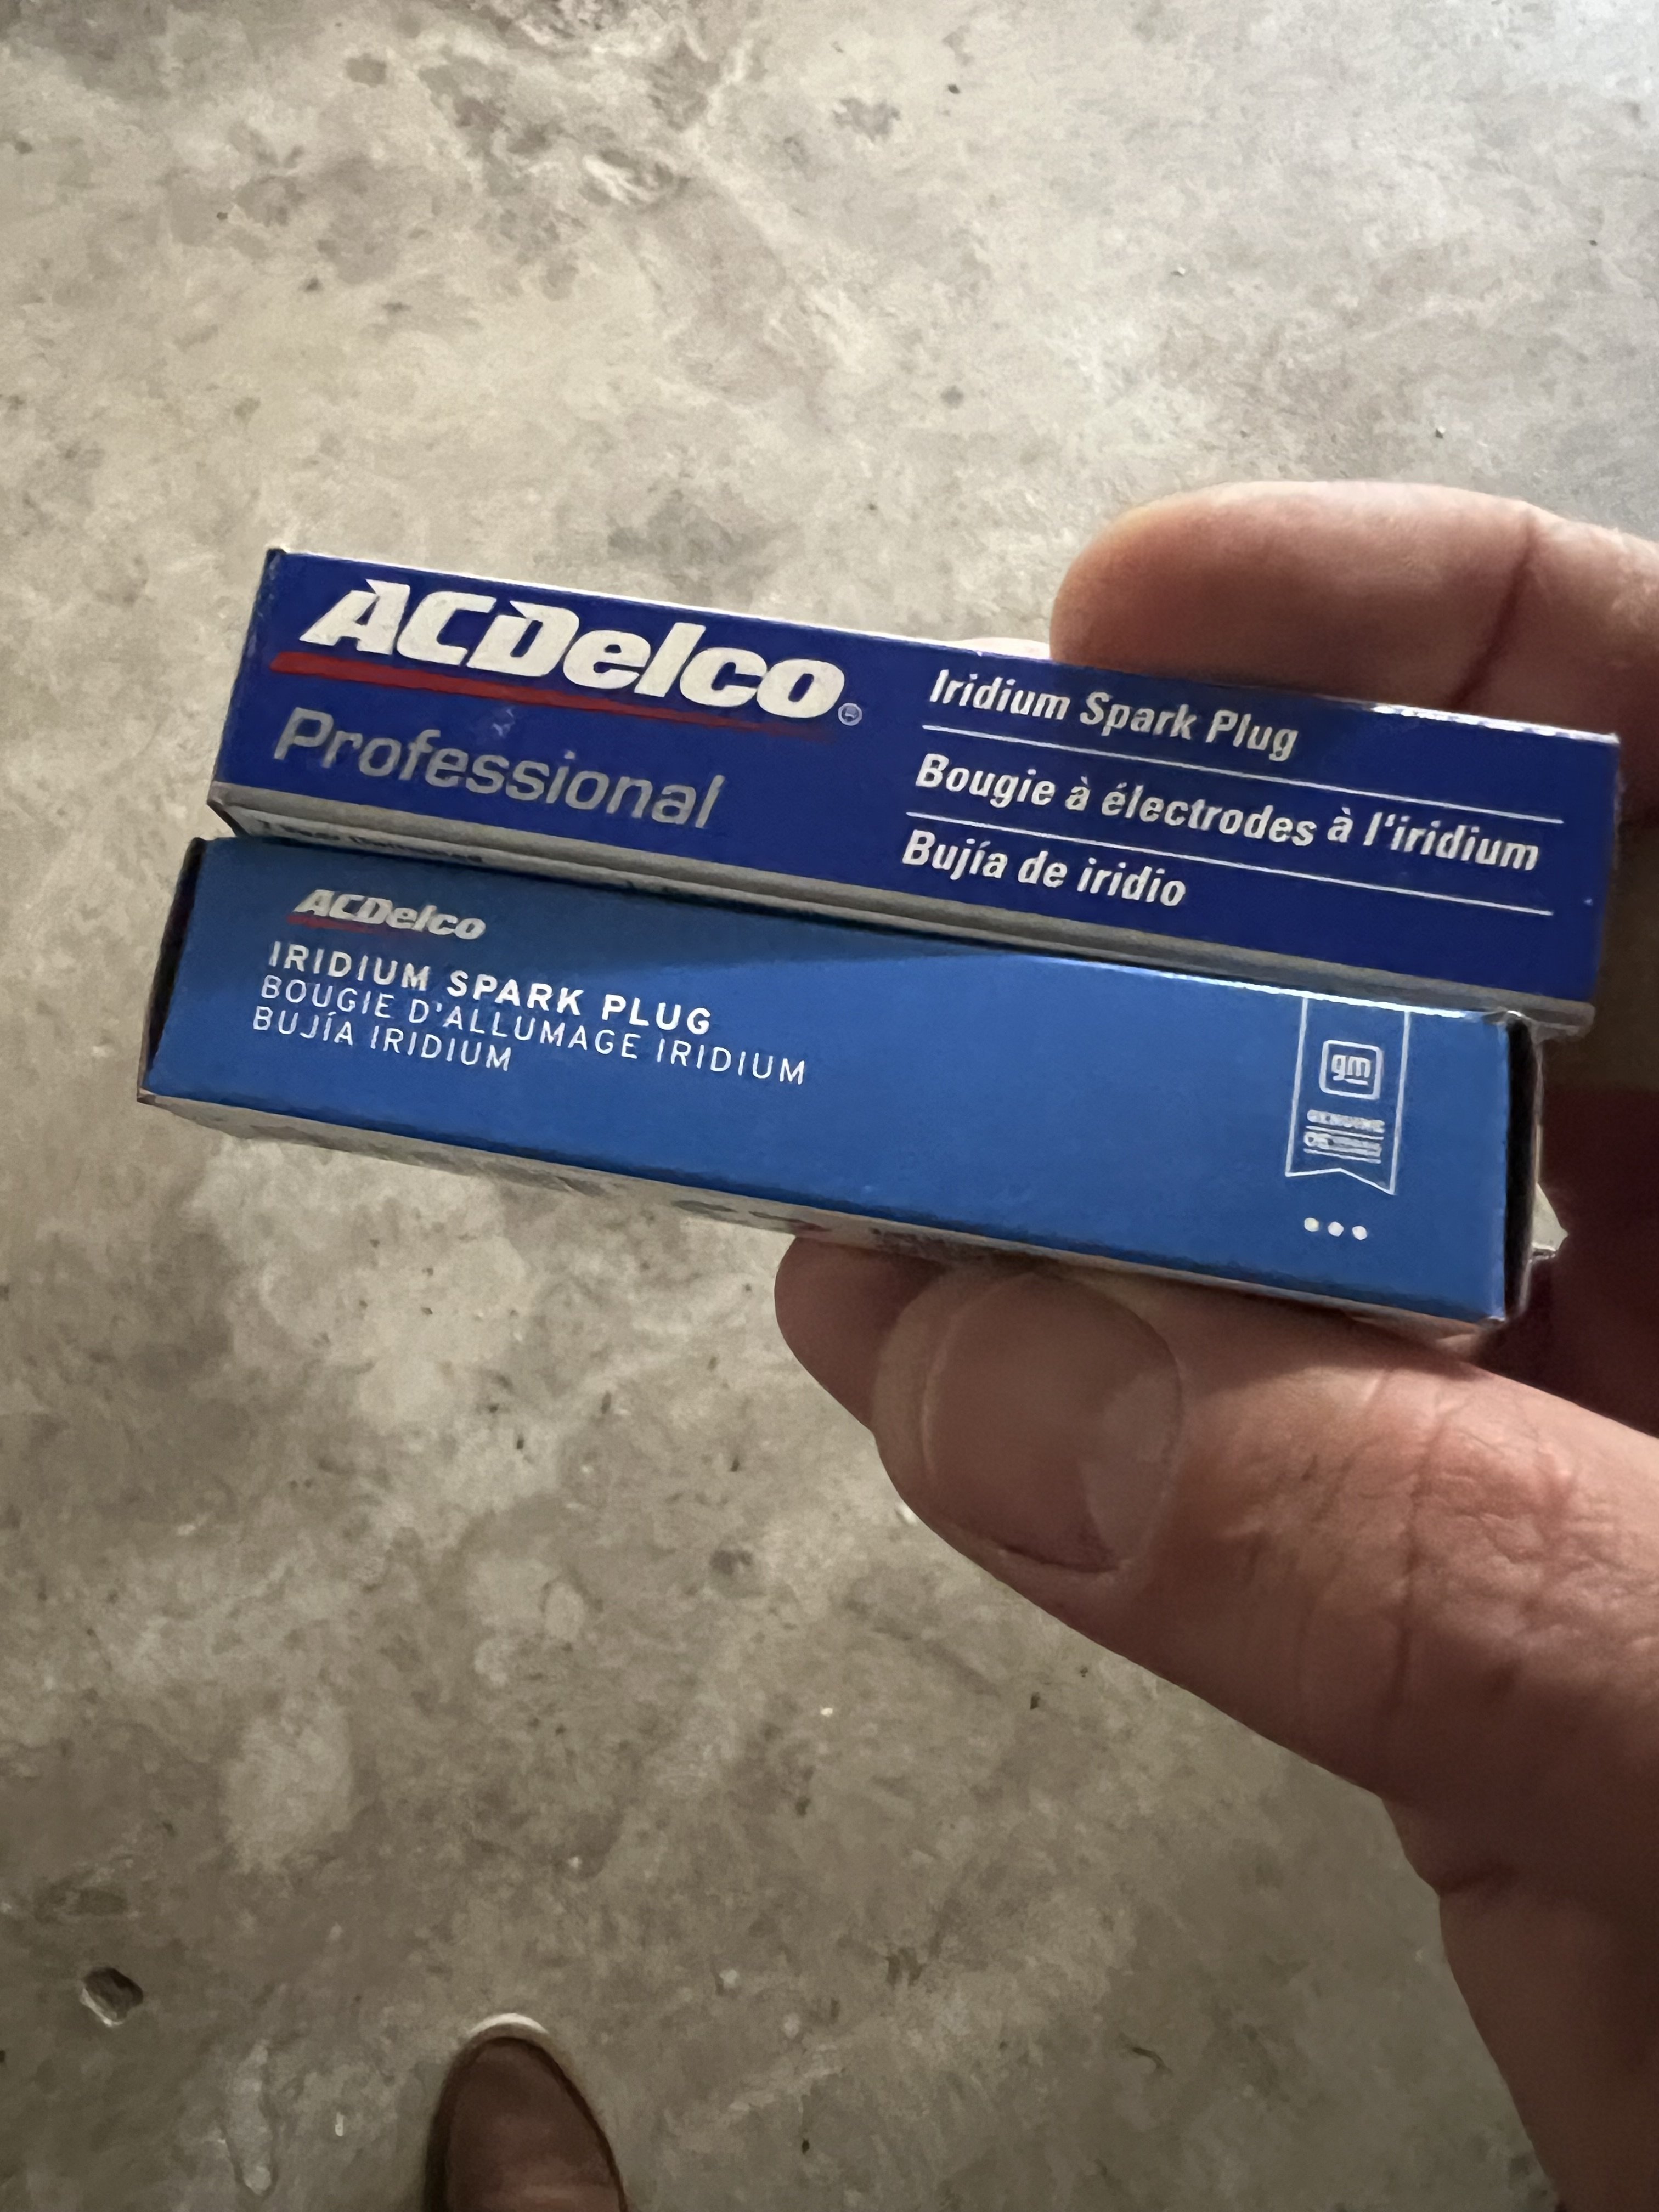 ACDelco®
Professional
Iridium Spark Plug
Bougie à électrodes à l'iridium
Bujía de iridio
ACDelco
IRIDIUM SPARK PLUG
BOUGIE D'ALLUMAGE IRIDIUM
BUJÍA IRIDIUM
gm
GENUINE